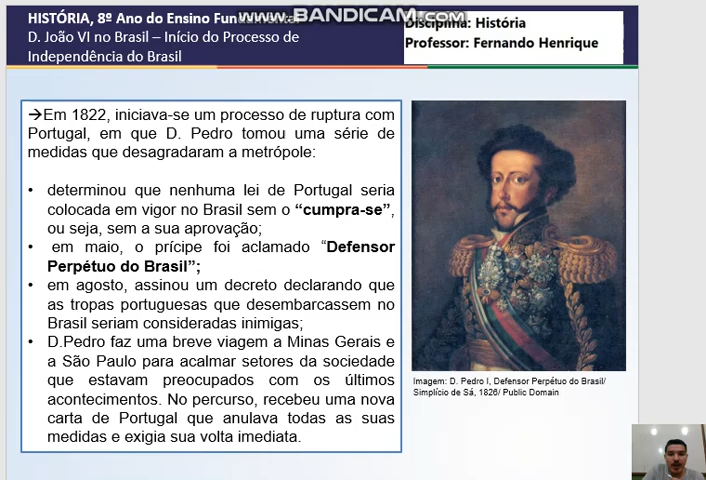 www.BANDICAM.com
HISTÓRIA, 8º Ano do Ensino Fundamental
D. João VI no Brasil – Início do Processo de
Independência do Brasil
Disciplina: História
Professor: Fernando Henrique
→Em 1822, iniciava-se um processo de ruptura com
Portugal, em que D. Pedro tomou uma série de
medidas que desagradaram a metrópole:
• determinou que nenhuma lei de Portugal seria
colocada em vigor no Brasil sem o “cumpra-se”,
ou seja, sem a sua aprovação;
• em maio, o prícipe foi aclamado “Defensor
Perpétuo do Brasil”;
• em agosto, assinou um decreto declarando que
as tropas portuguesas que desembarcassem no
Brasil seriam consideradas inimigas;
• D.Pedro faz uma breve viagem a Minas Gerais e
a São Paulo para acalmar setores da sociedade
que estavam preocupados com os últimos
acontecimentos. No percurso, recebeu uma nova
carta de Portugal que anulava todas as suas
medidas e exigia sua volta imediata.
Imagem: D. Pedro I, Defensor Perpétuo do Brasil/
Simplício de Sá, 1826/ Public Domain